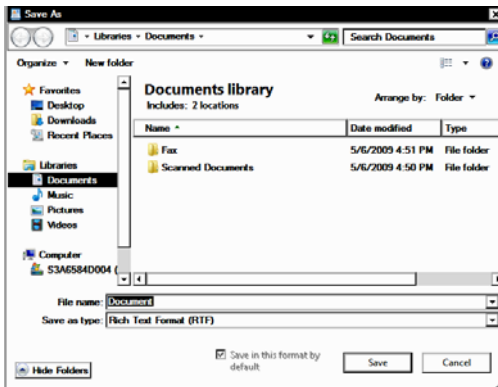 Save As
Libraries Documents
Search Documents
Organize
New folder
Favorites
Desktop
Downloads
Recent Places
Libraries
Documents
Music
Pictures
Videos
Computer
S3A6584D004 (
Documents library
Includes: 2 locations
Arrange by: Folder
Name
Date modified
Type
Fax
5/6/2009 4:51 PM
File folder
Scanned Documents
5/6/2009 4:50 PM
File folder
File name: Document
Save as type: Rich Text Format (RTF)
Hide Folders
Save in this format by
default
Save
Cancel